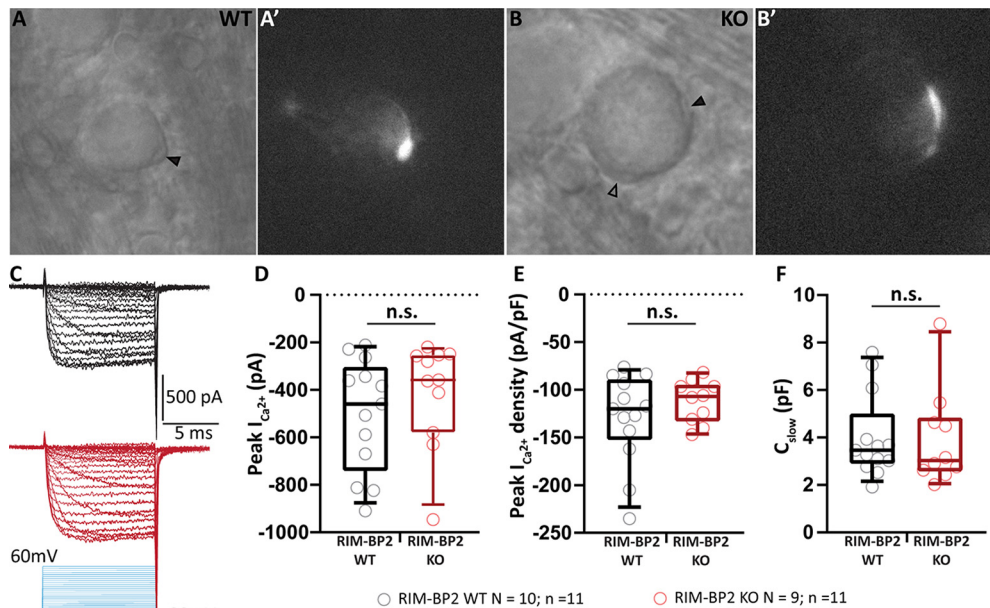 A WT A' B KO B'
C
500 pA
5 ms
60mV
D
Peak I Ca2+ (pA)
0
-200
-400
-600
-800
-1000
n.s.
RIM-BP2 RIM-BP2
WT KO
E
Peak I Ca2+ density (pA/pF)
0
-50
-100
-150
-200
-250
n.s.
RIM-BP2 RIM-BP2
WT KO
F
C slow (pF)
10
8
6
4
2
0
n.s.
RIM-BP2 RIM-BP2
WT KO
RIM-BP2 WT N = 10; n =11 RIM-BP2 KO N = 9; n =11